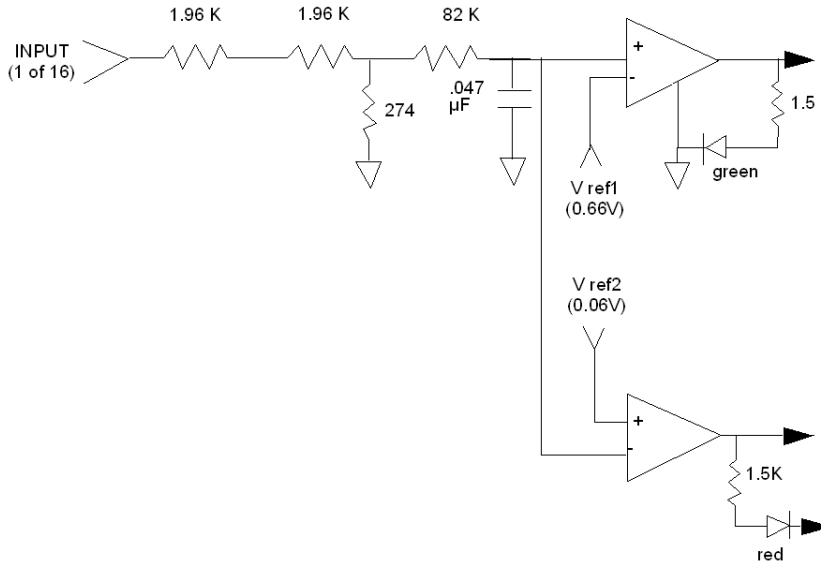 1.96 K
1.96 K
82 K
INPUT
(1 of 16)
274
.047
µF
+
-
1.5
green
V ref1
(0.66V)
V ref2
(0.06V)
+
-
1.5K
red